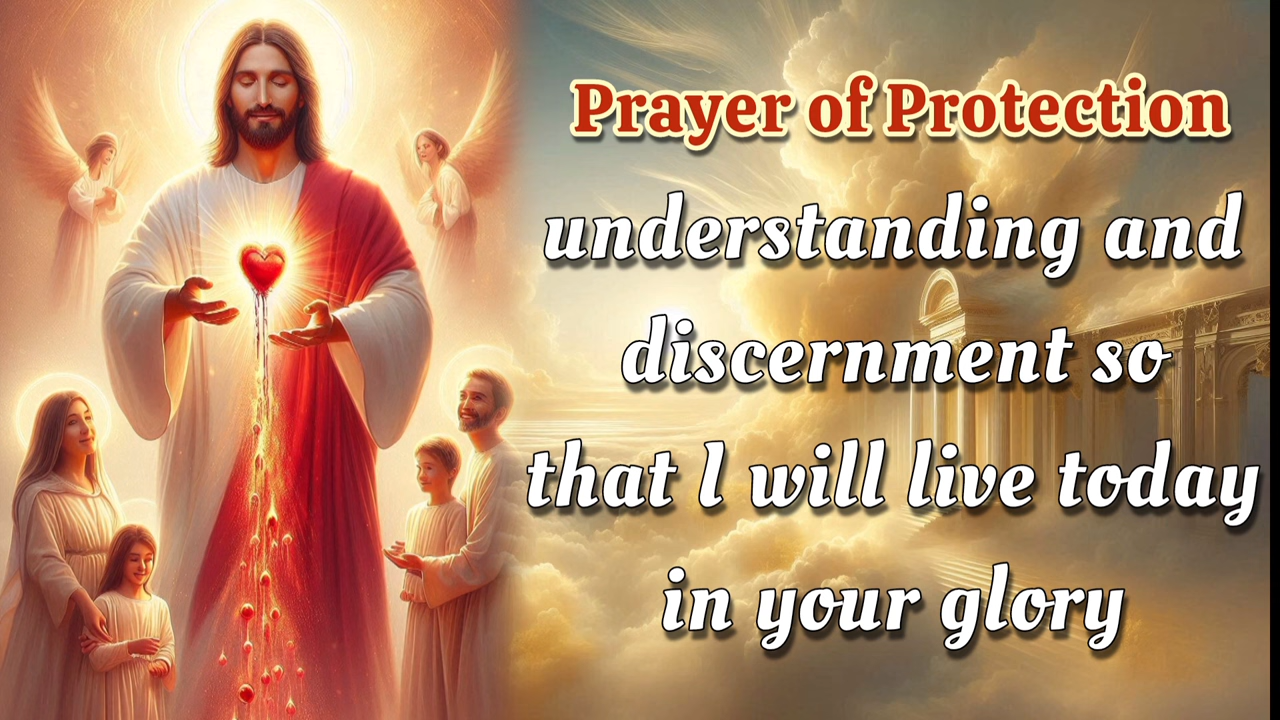 Prayer of Protection
understanding and
discernment so
that I will live today
in your glory